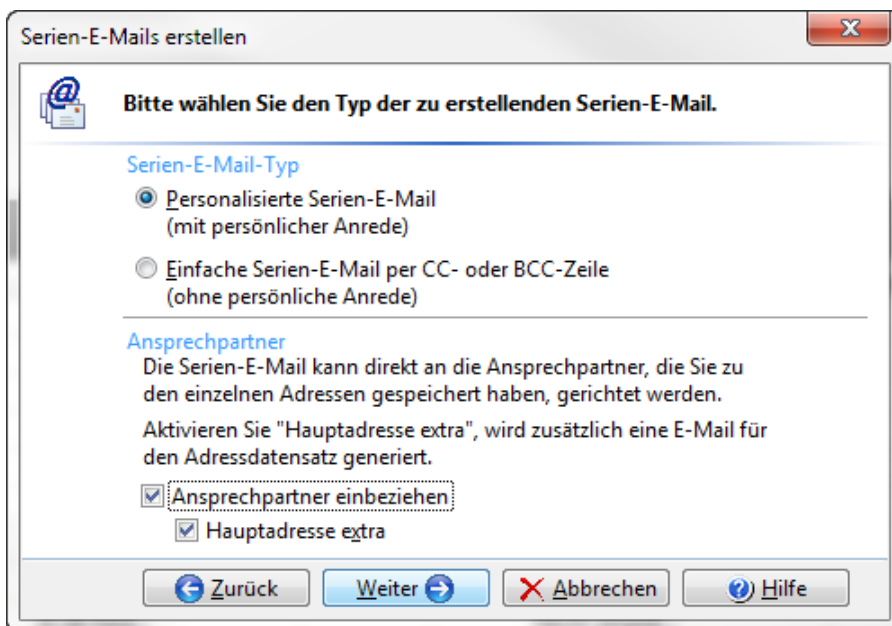 Serien-E-Mails erstellen
Bitte wählen Sie den Typ der zu erstellenden Serien-E-Mail.
Serien-E-Mail-Typ
Personalisierte Serien-E-Mail
(mit persönlicher Anrede)
Einfache Serien-E-Mail per CC- oder BCC-Zeile
(ohne persönliche Anrede)
Ansprechpartner
Die Serien-E-Mail kann direkt an die Ansprechpartner, die Sie zu
den einzelnen Adressen gespeichert haben, gerichtet werden.
Aktivieren Sie "Hauptadresse extra", wird zusätzlich eine E-Mail für
den Adressdatensatz generiert.
Ansprechpartner einbeziehen
Hauptadresse extra
Zurück Weiter Abbrechen Hilfe